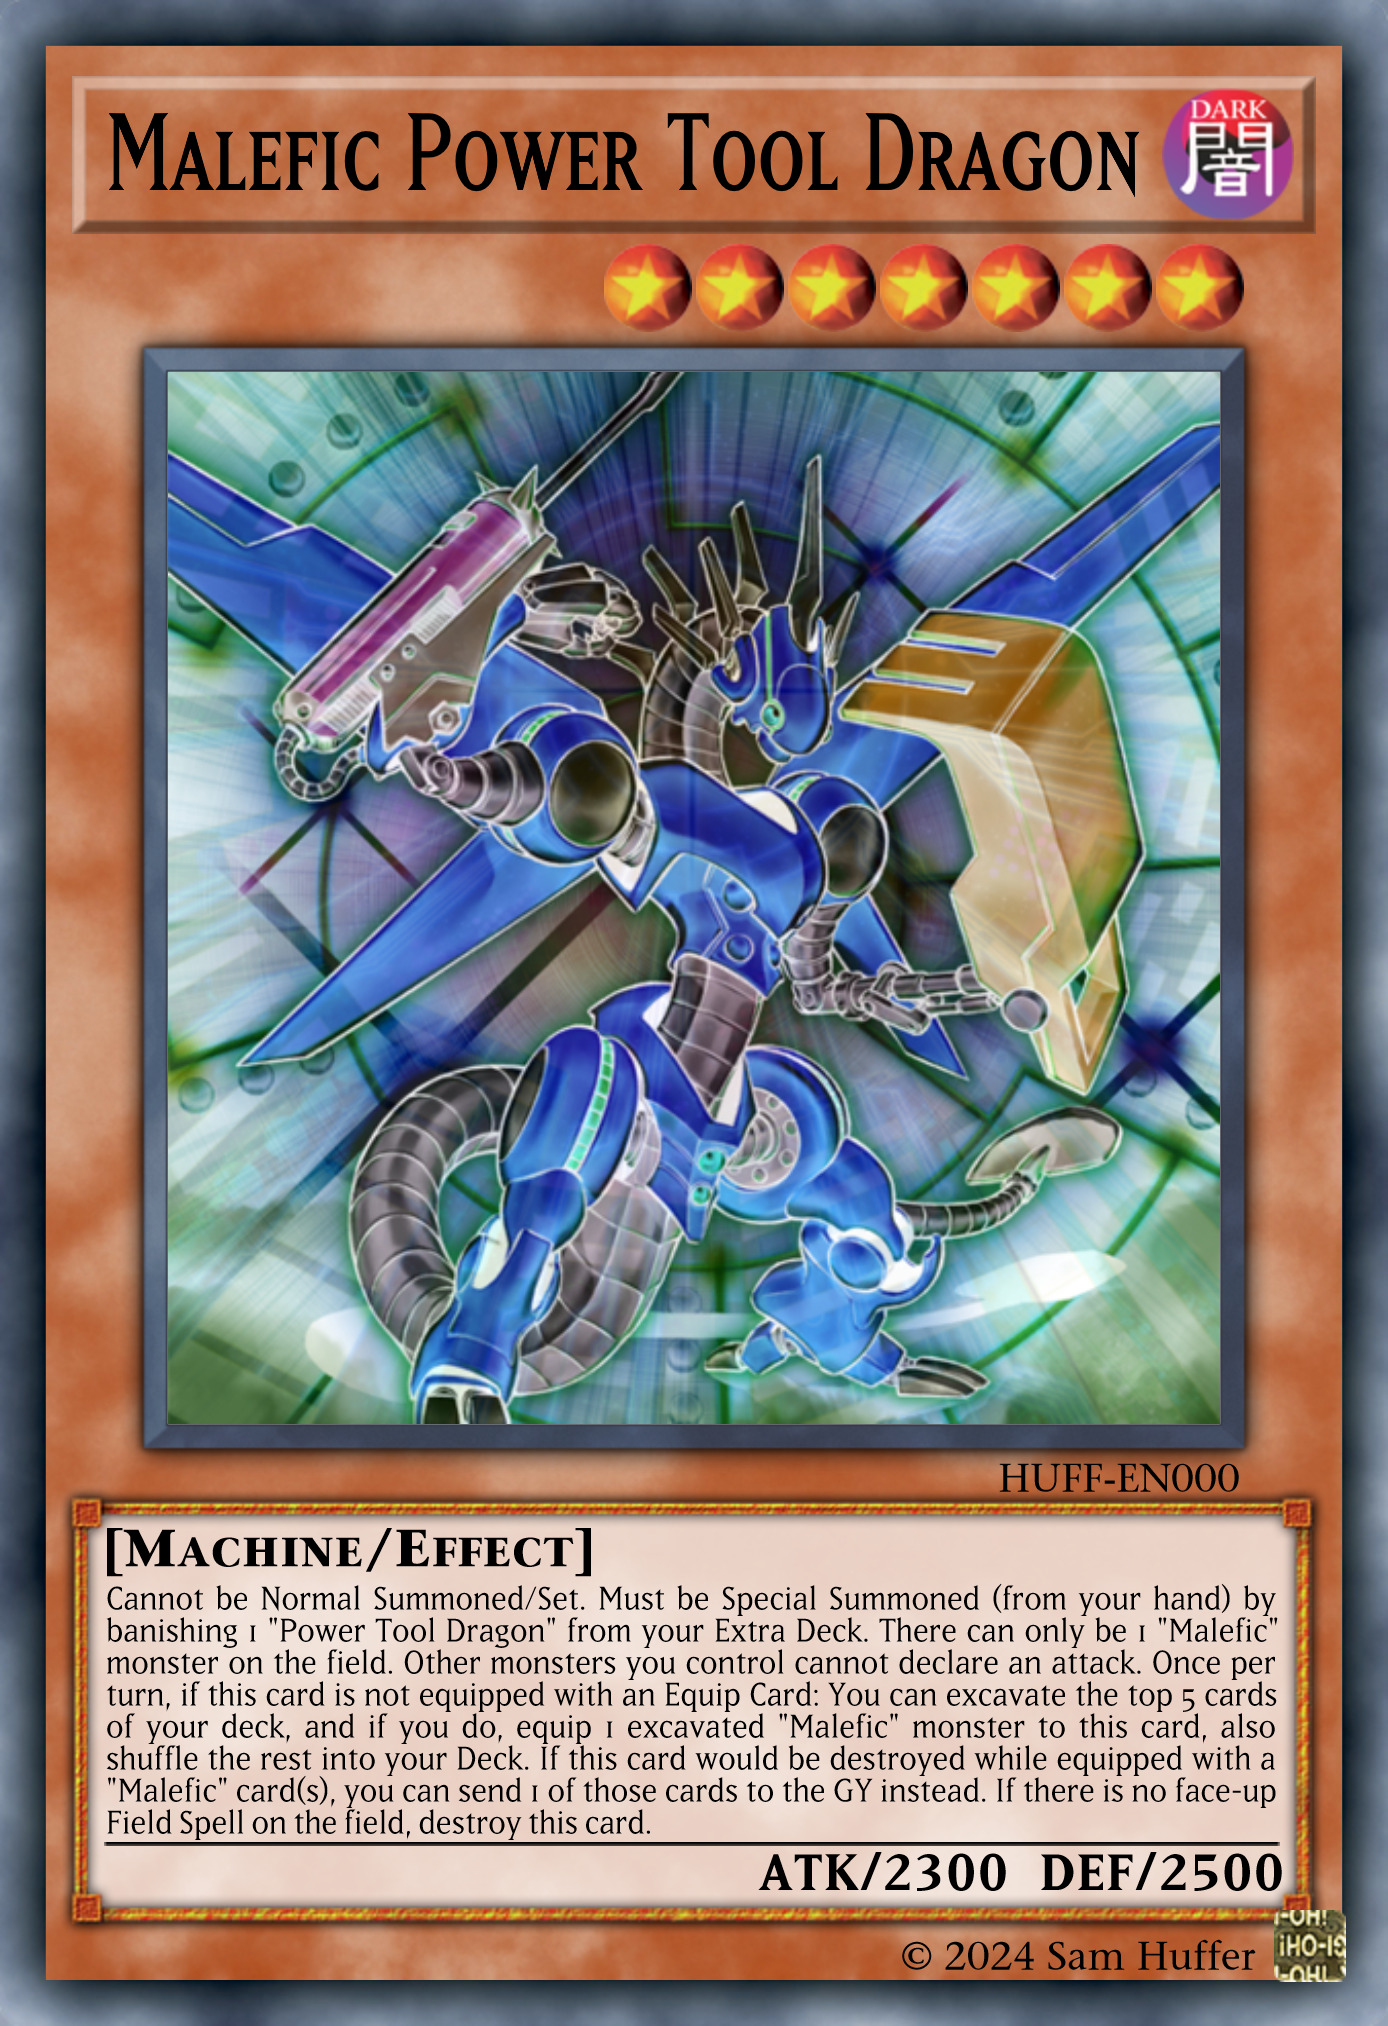 Malefic Power Tool Dragon
DARK
闇
HUFF-EN000
[Machine/Effect]
Cannot be Normal Summoned/Set. Must be Special Summoned (from your hand) by
banishing 1 "Power Tool Dragon" from your Extra Deck. There can only be 1 "Malefic"
monster on the field. Other monsters you control cannot declare an attack. Once per
turn, if this card is not equipped with an Equip Card: You can excavate the top 5 cards
of your deck, and if you do, equip 1 excavated "Malefic" monster to this card, also
shuffle the rest into your Deck. If this card would be destroyed while equipped with a
"Malefic" card(s), you can send 1 of those cards to the GY instead. If there is no face-up
Field Spell on the field, destroy this card.
ATK/2300 DEF/2500
© 2024 Sam Huffer
-OH!
iHO-IS
-OH!